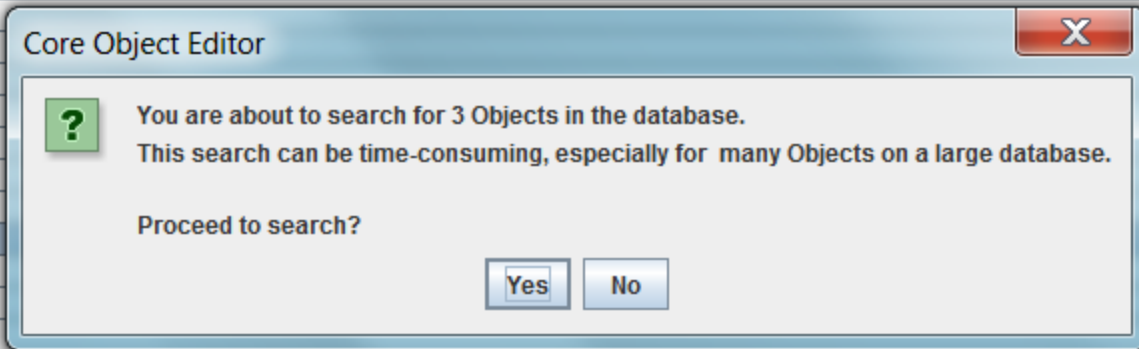 Core Object Editor
X
?
You are about to search for 3 Objects in the database.
This search can be time-consuming, especially for  many Objects on a large database.
Proceed to search?
Yes No